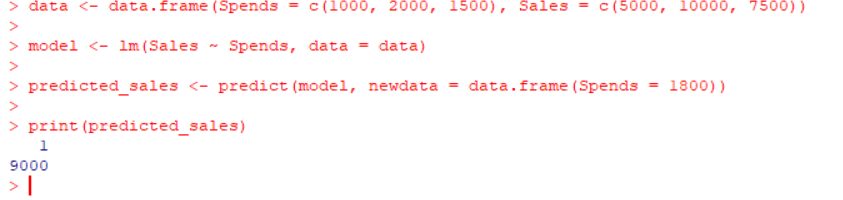 > data <- data.frame(Spends = c(1000, 2000, 1500), Sales = c(5000, 10000, 7500))
>
> model <- lm(Sales ~ Spends, data = data)
>
> predicted_sales <- predict(model, newdata = data.frame(Spends = 1800))
>
> print(predicted_sales)
1
9000
>